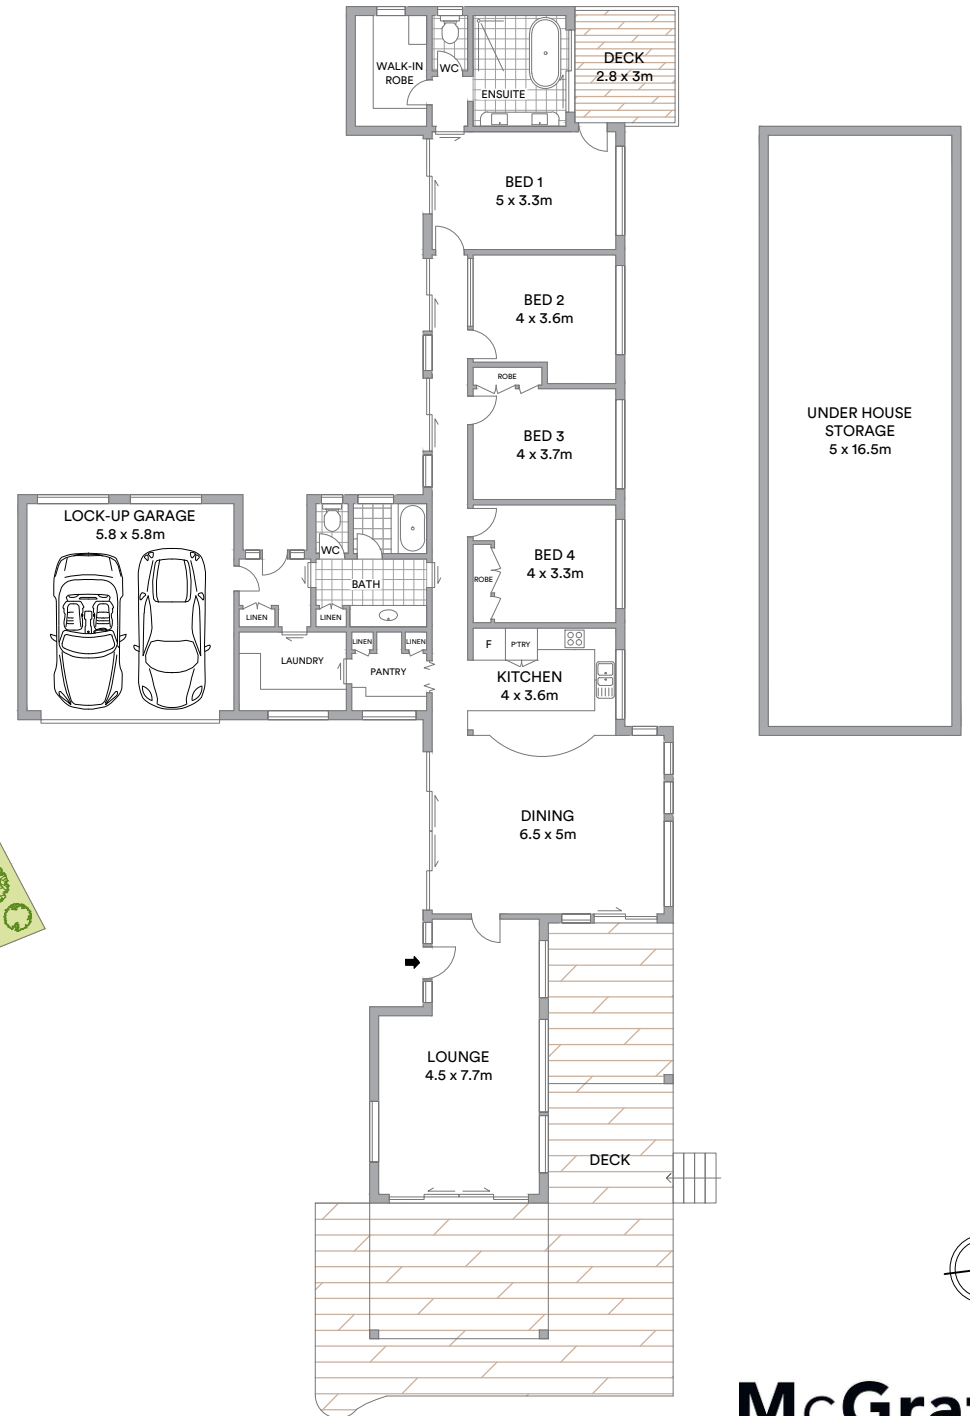 WALK-IN
ROBE
WC
ENSUITE
DECK
2.8 x 3m
BED 1
5 x 3.3m
BED 2
4 x 3.6m
ROBE
BED 3
4 x 3.7m
UNDER HOUSE
STORAGE
5 x 16.5m
LOCK-UP GARAGE
5.8 x 5.8m
WC
BATH
BED 4
4 x 3.3m
ROBE
LINEN
LINEN
LINEN
LINEN
LAUNDRY
PANTRY
F
P'TRY
KITCHEN
4 x 3.6m
DINING
6.5 x 5m
LOUNGE
4.5 x 7.7m
DECK